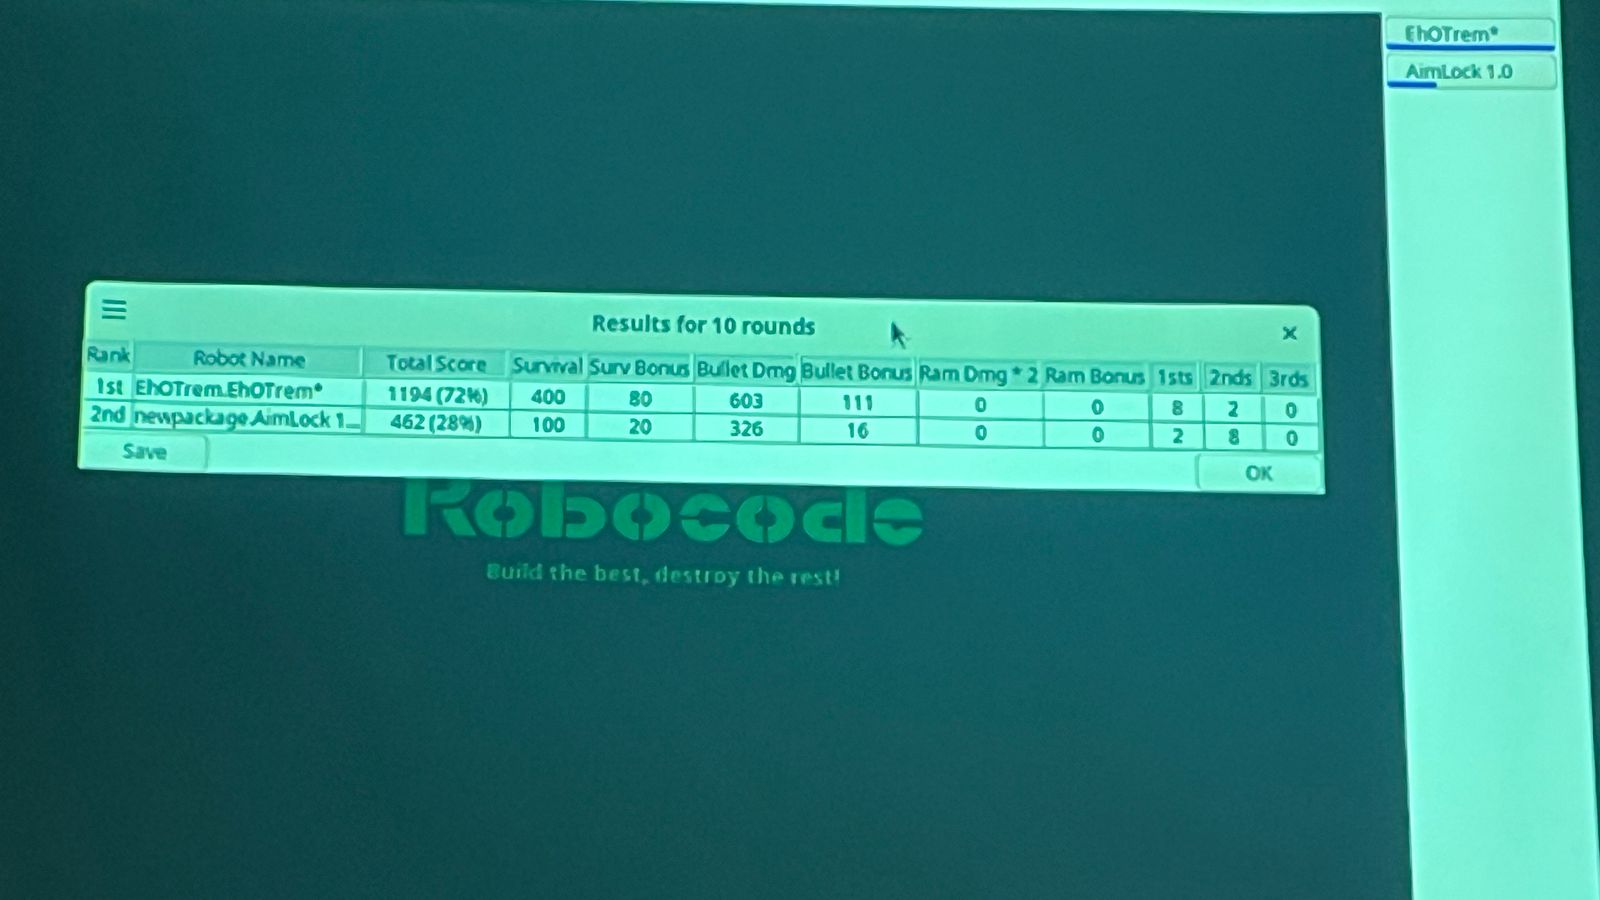 EhOTrem*
AimLock 1.0
Results for 10 rounds
Rank Robot Name Total Score Survival Surv Bonus Bullet Dmg Bullet Bonus Ram Dmg * 2 Ram Bonus 1sts 2nds 3rds
1st EhOTrem.EhOTrem* 1194 (72%) 400 80 603 111 0 0 8 2 0
2nd newpackage.AimLock 1... 462 (28%) 100 20 326 16 0 0 2 8 0
Save OK
Robocode
Build the best, destroy the rest!